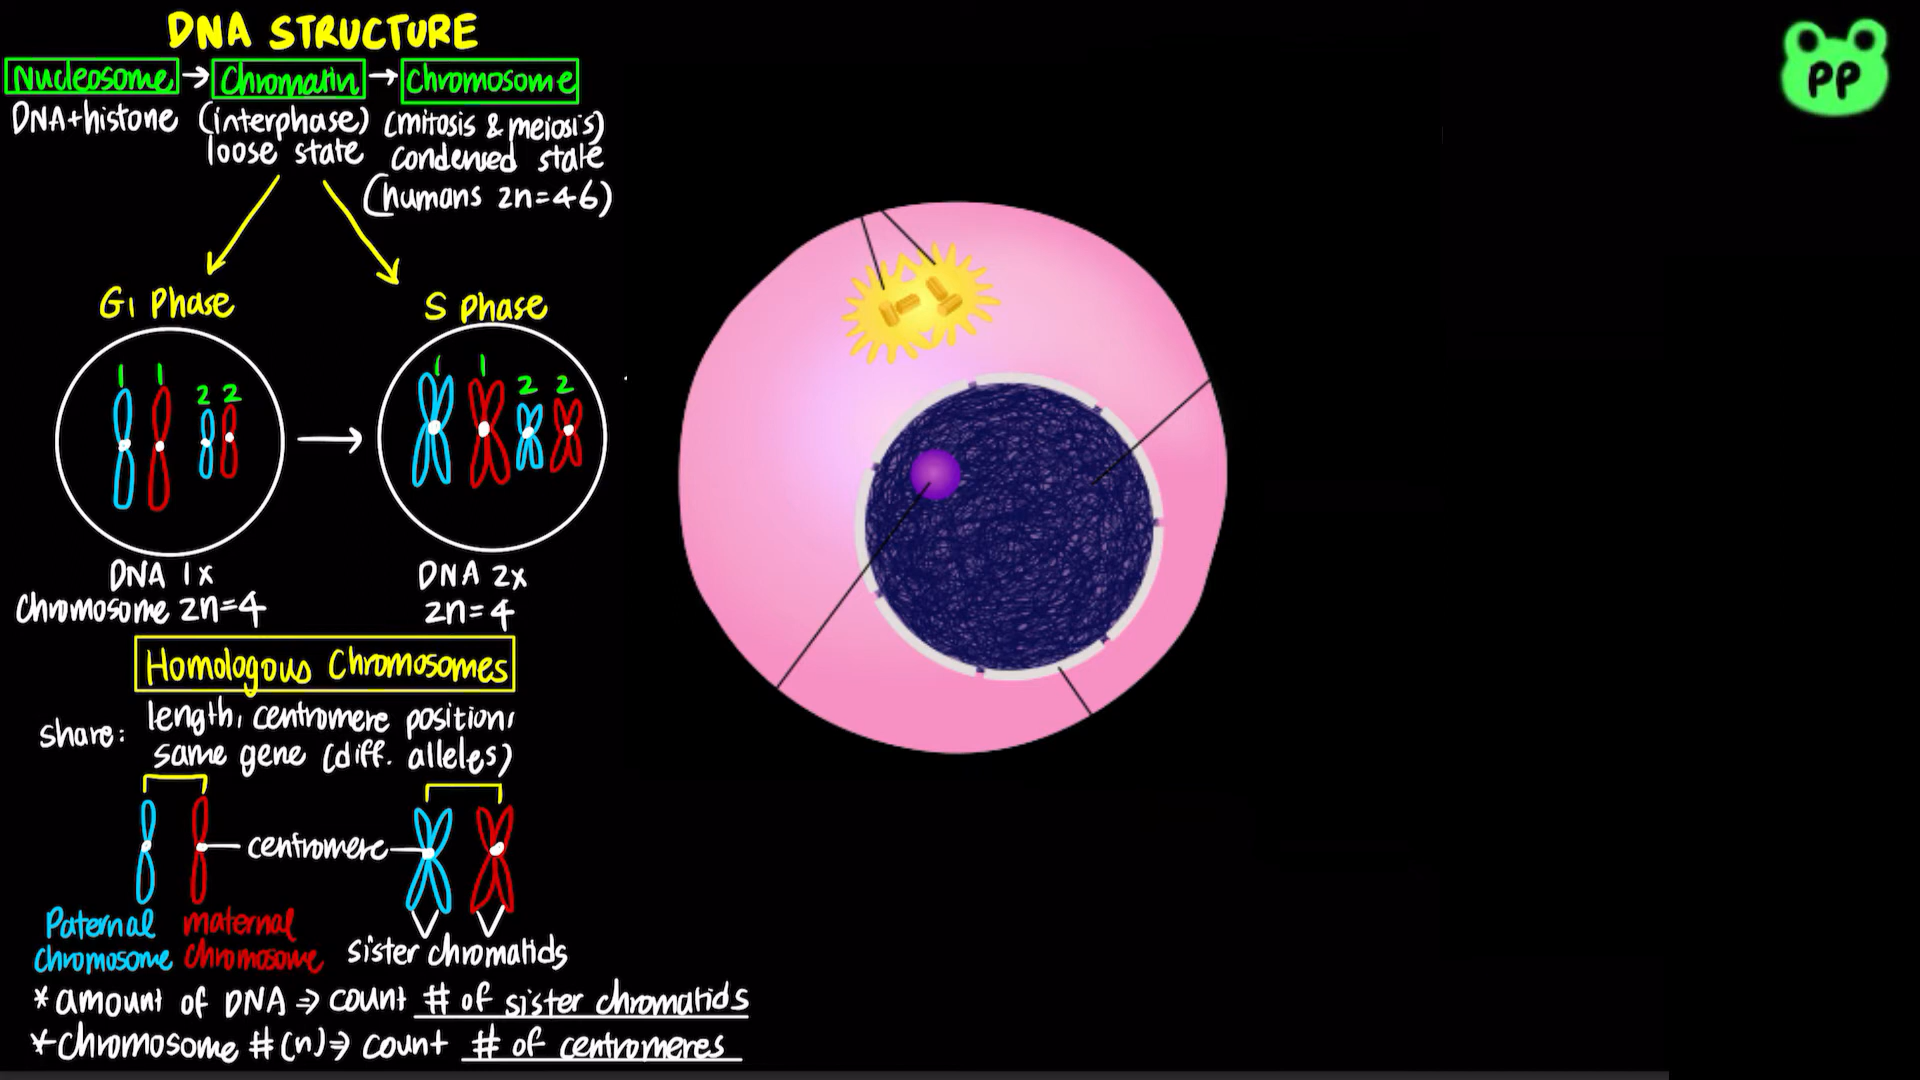 DNA STRUCTURE
Nucleosome → Chromatin → Chromosome
DNA+histone (interphase) (mitosis & meiosis)
loose state condensed state
(humans 2n=46)
G1 Phase S Phase
1 1 2 2 1 1 2 2
DNA 1x DNA 2x
Chromosome 2n=4 2n=4
Homologous Chromosomes
share: length, centromere position,
same gene (diff. alleles)
centromere
Paternal maternal
chromosome chromosome sister chromatids
* amount of DNA ⇒ count # of sister chromatids
* chromosome # (n) ⇒ count # of centromeres
PP